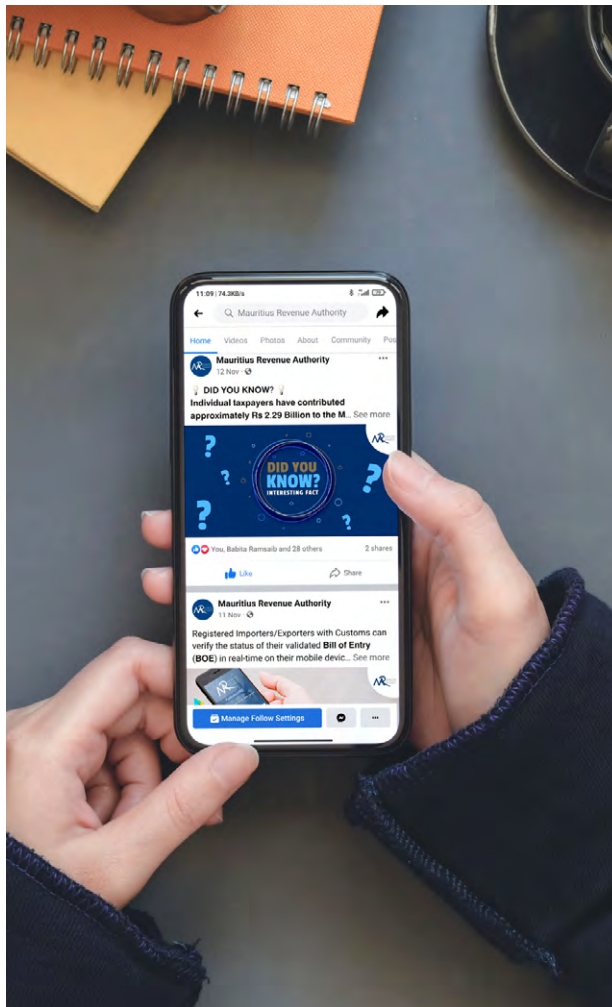 11:09 | 74.3KB/s
Mauritius Revenue Authority
Home Videos Photos About Community Pos
Mauritius Revenue Authority
12 Nov
DID YOU KNOW?
Individual taxpayers have contributed
approximately Rs 2.29 Billion to the M... See more
DID YOU
KNOW?
INTERESTING FACT
You, Babita Ramsaib and 28 others 2 shares
Like Share
Mauritius Revenue Authority
11 Nov
Registered Importers/Exporters with Customs can
verify the status of their validated Bill of Entry
(BOE) in real-time on their mobile devic... See more
Manage Follow Settings